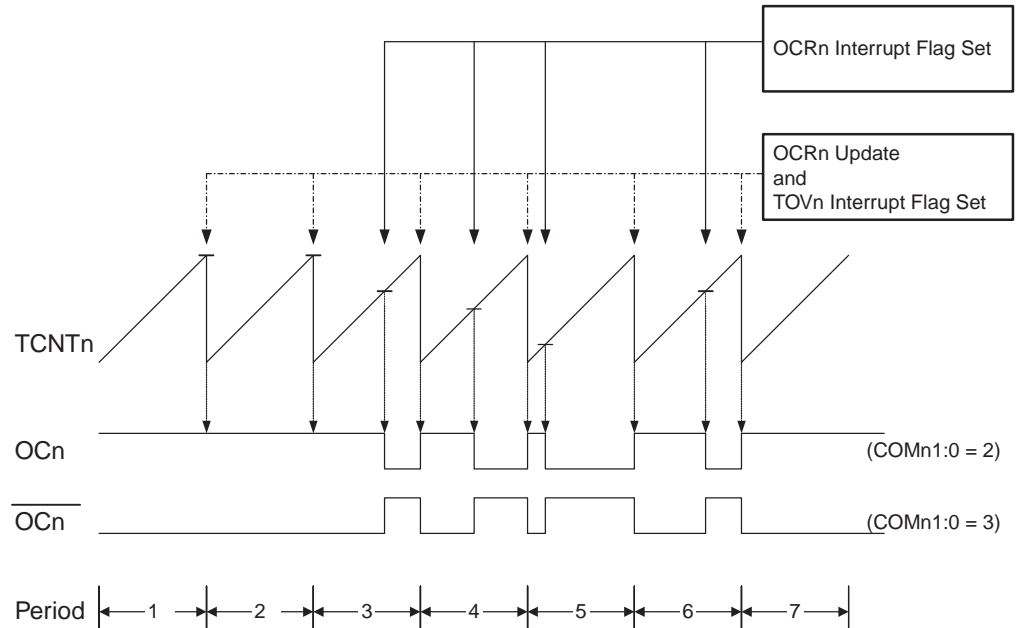 OCRn Interrupt Flag Set
OCRn Update
and
TOVn Interrupt Flag Set
TCNTn
OCn
(COMn1:0 = 2)
OCn
(COMn1:0 = 3)
Period
1
2
3
4
5
6
7